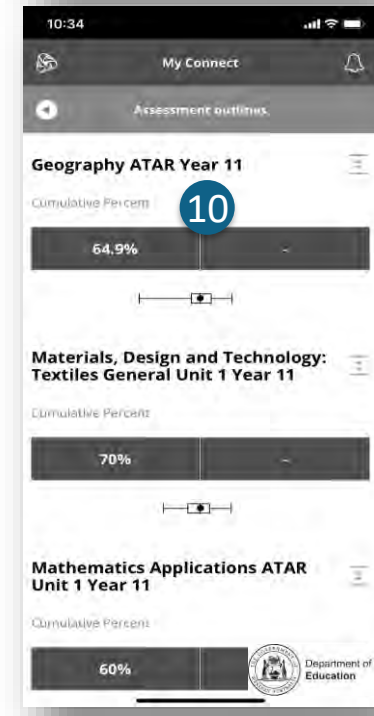 10:34
My Connect
Assessment outlines
Geography ATAR Year 11
Cumulative Percent
10
64.9% -
Materials, Design and Technology:
Textiles General Unit 1 Year 11
Cumulative Percent
70% -
Mathematics Applications ATAR
Unit 1 Year 11
Cumulative Percent
60%
Department of
Education